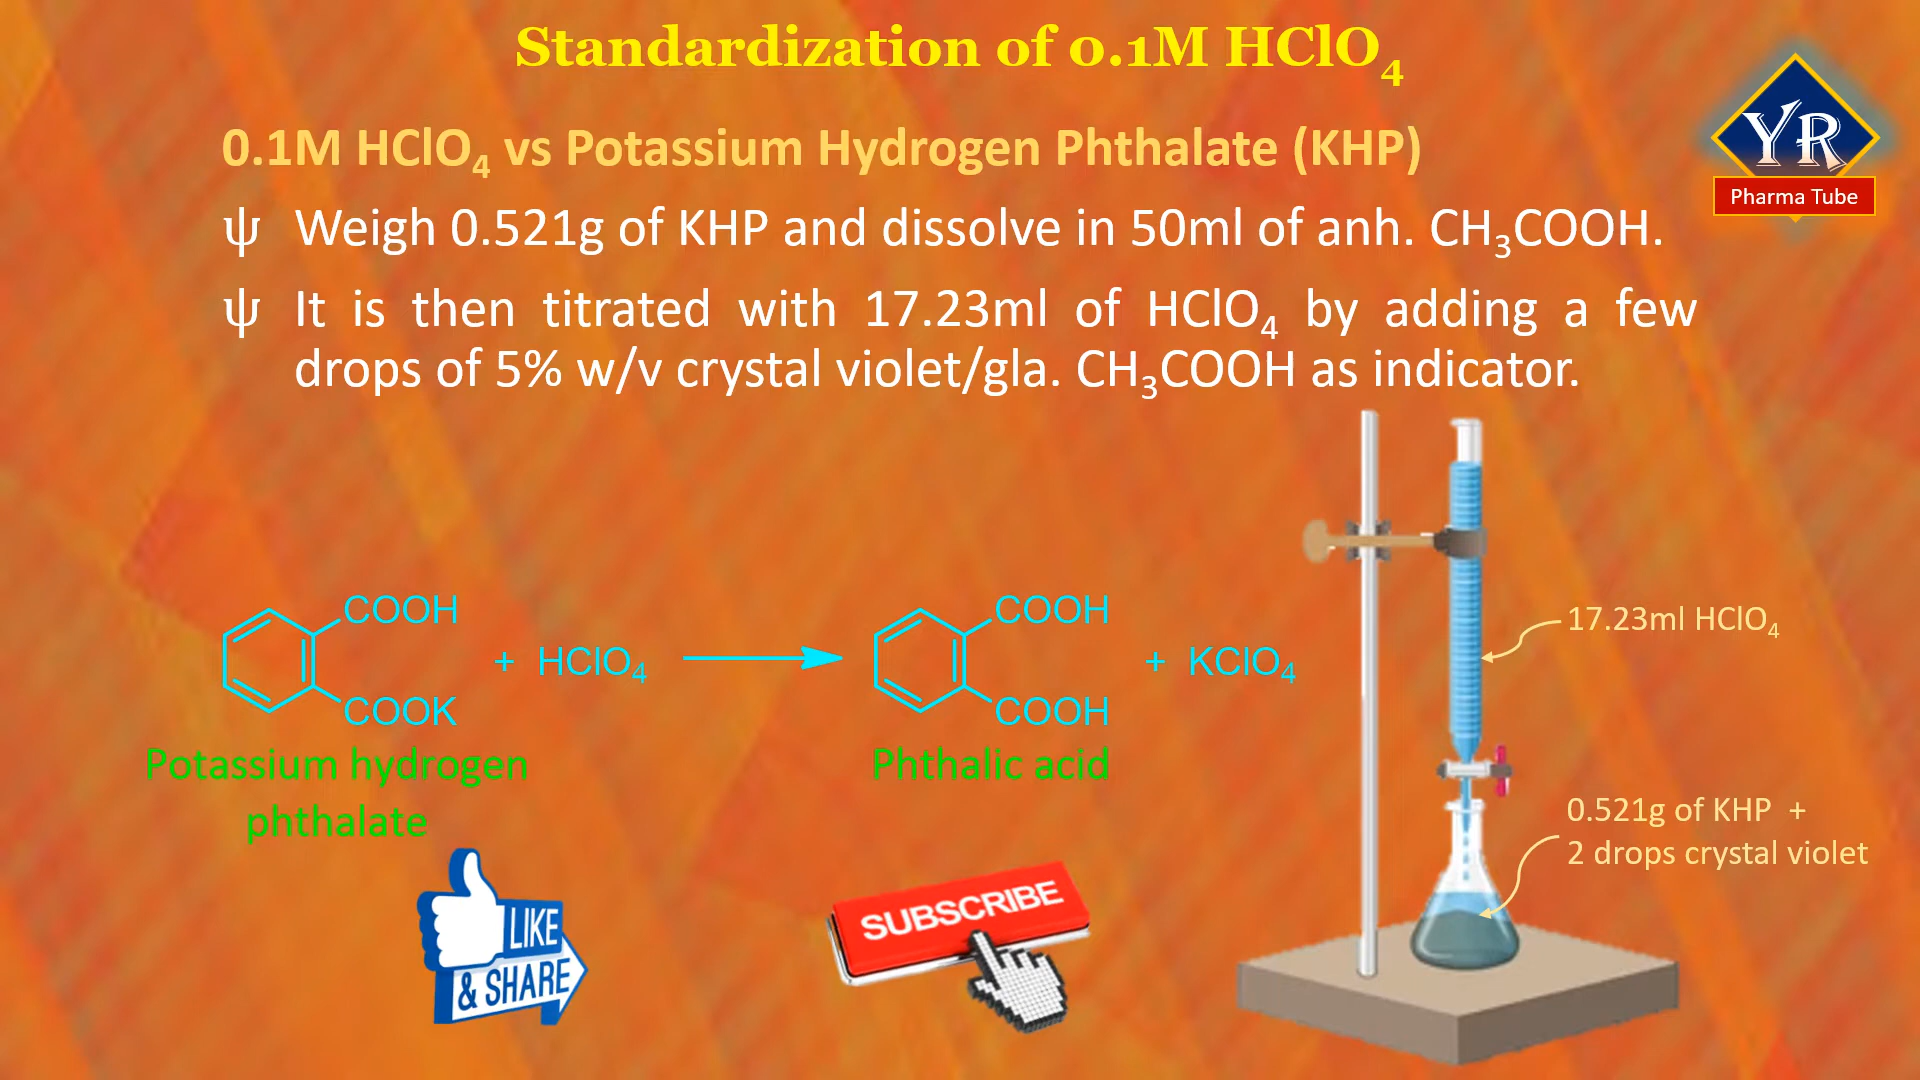 Standardization of 0.1M HClO₄
YR
Pharma Tube
0.1M HClO₄ vs Potassium Hydrogen Phthalate (KHP)
ψ Weigh 0.521g of KHP and dissolve in 50ml of anh. CH₃COOH.
ψ It is then titrated with 17.23ml of HClO₄ by adding a few
drops of 5% w/v crystal violet/gla. CH₃COOH as indicator.
COOH
COOK
+ HClO₄
COOH
COOH
+ KClO₄
Potassium hydrogen
phthalate
Phthalic acid
17.23ml HClO₄
0.521g of KHP +
2 drops crystal violet
LIKE
& SHARE
SUBSCRIBE